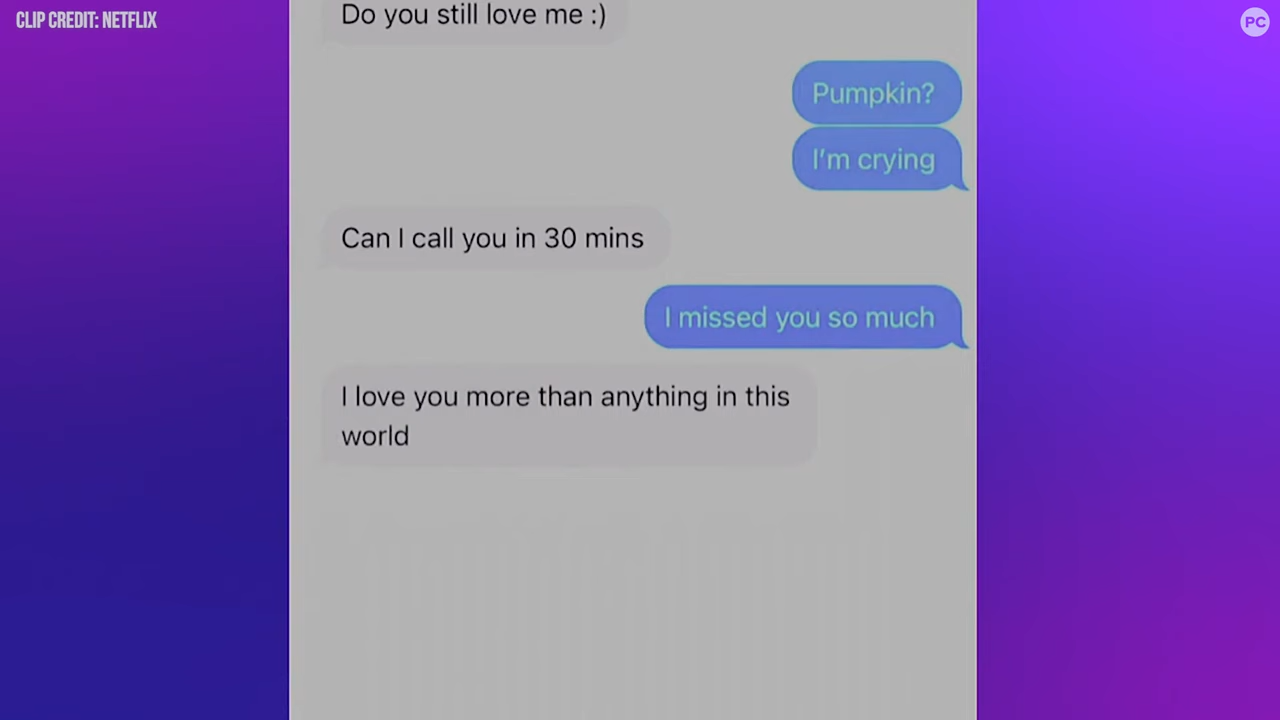 CLIP CREDIT: NETFLIX
PC
Do you still love me :)
Pumpkin?
I'm crying
Can I call you in 30 mins
I missed you so much
I love you more than anything in this
world